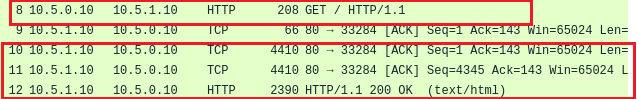 8 10.5.0.10 10.5.1.10 HTTP 208 GET / HTTP/1.1
9 10.5.1.10 10.5.0.10 TCP 66 80 → 33284 [ACK] Seq=1 Ack=143 Win=65024 Len=
10 10.5.1.10 10.5.0.10 TCP 4410 80 → 33284 [ACK] Seq=1 Ack=143 Win=65024 Len=
11 10.5.1.10 10.5.0.10 TCP 4410 80 → 33284 [ACK] Seq=4345 Ack=143 Win=65024 L
12 10.5.1.10 10.5.0.10 HTTP 2390 HTTP/1.1 200 OK (text/html)